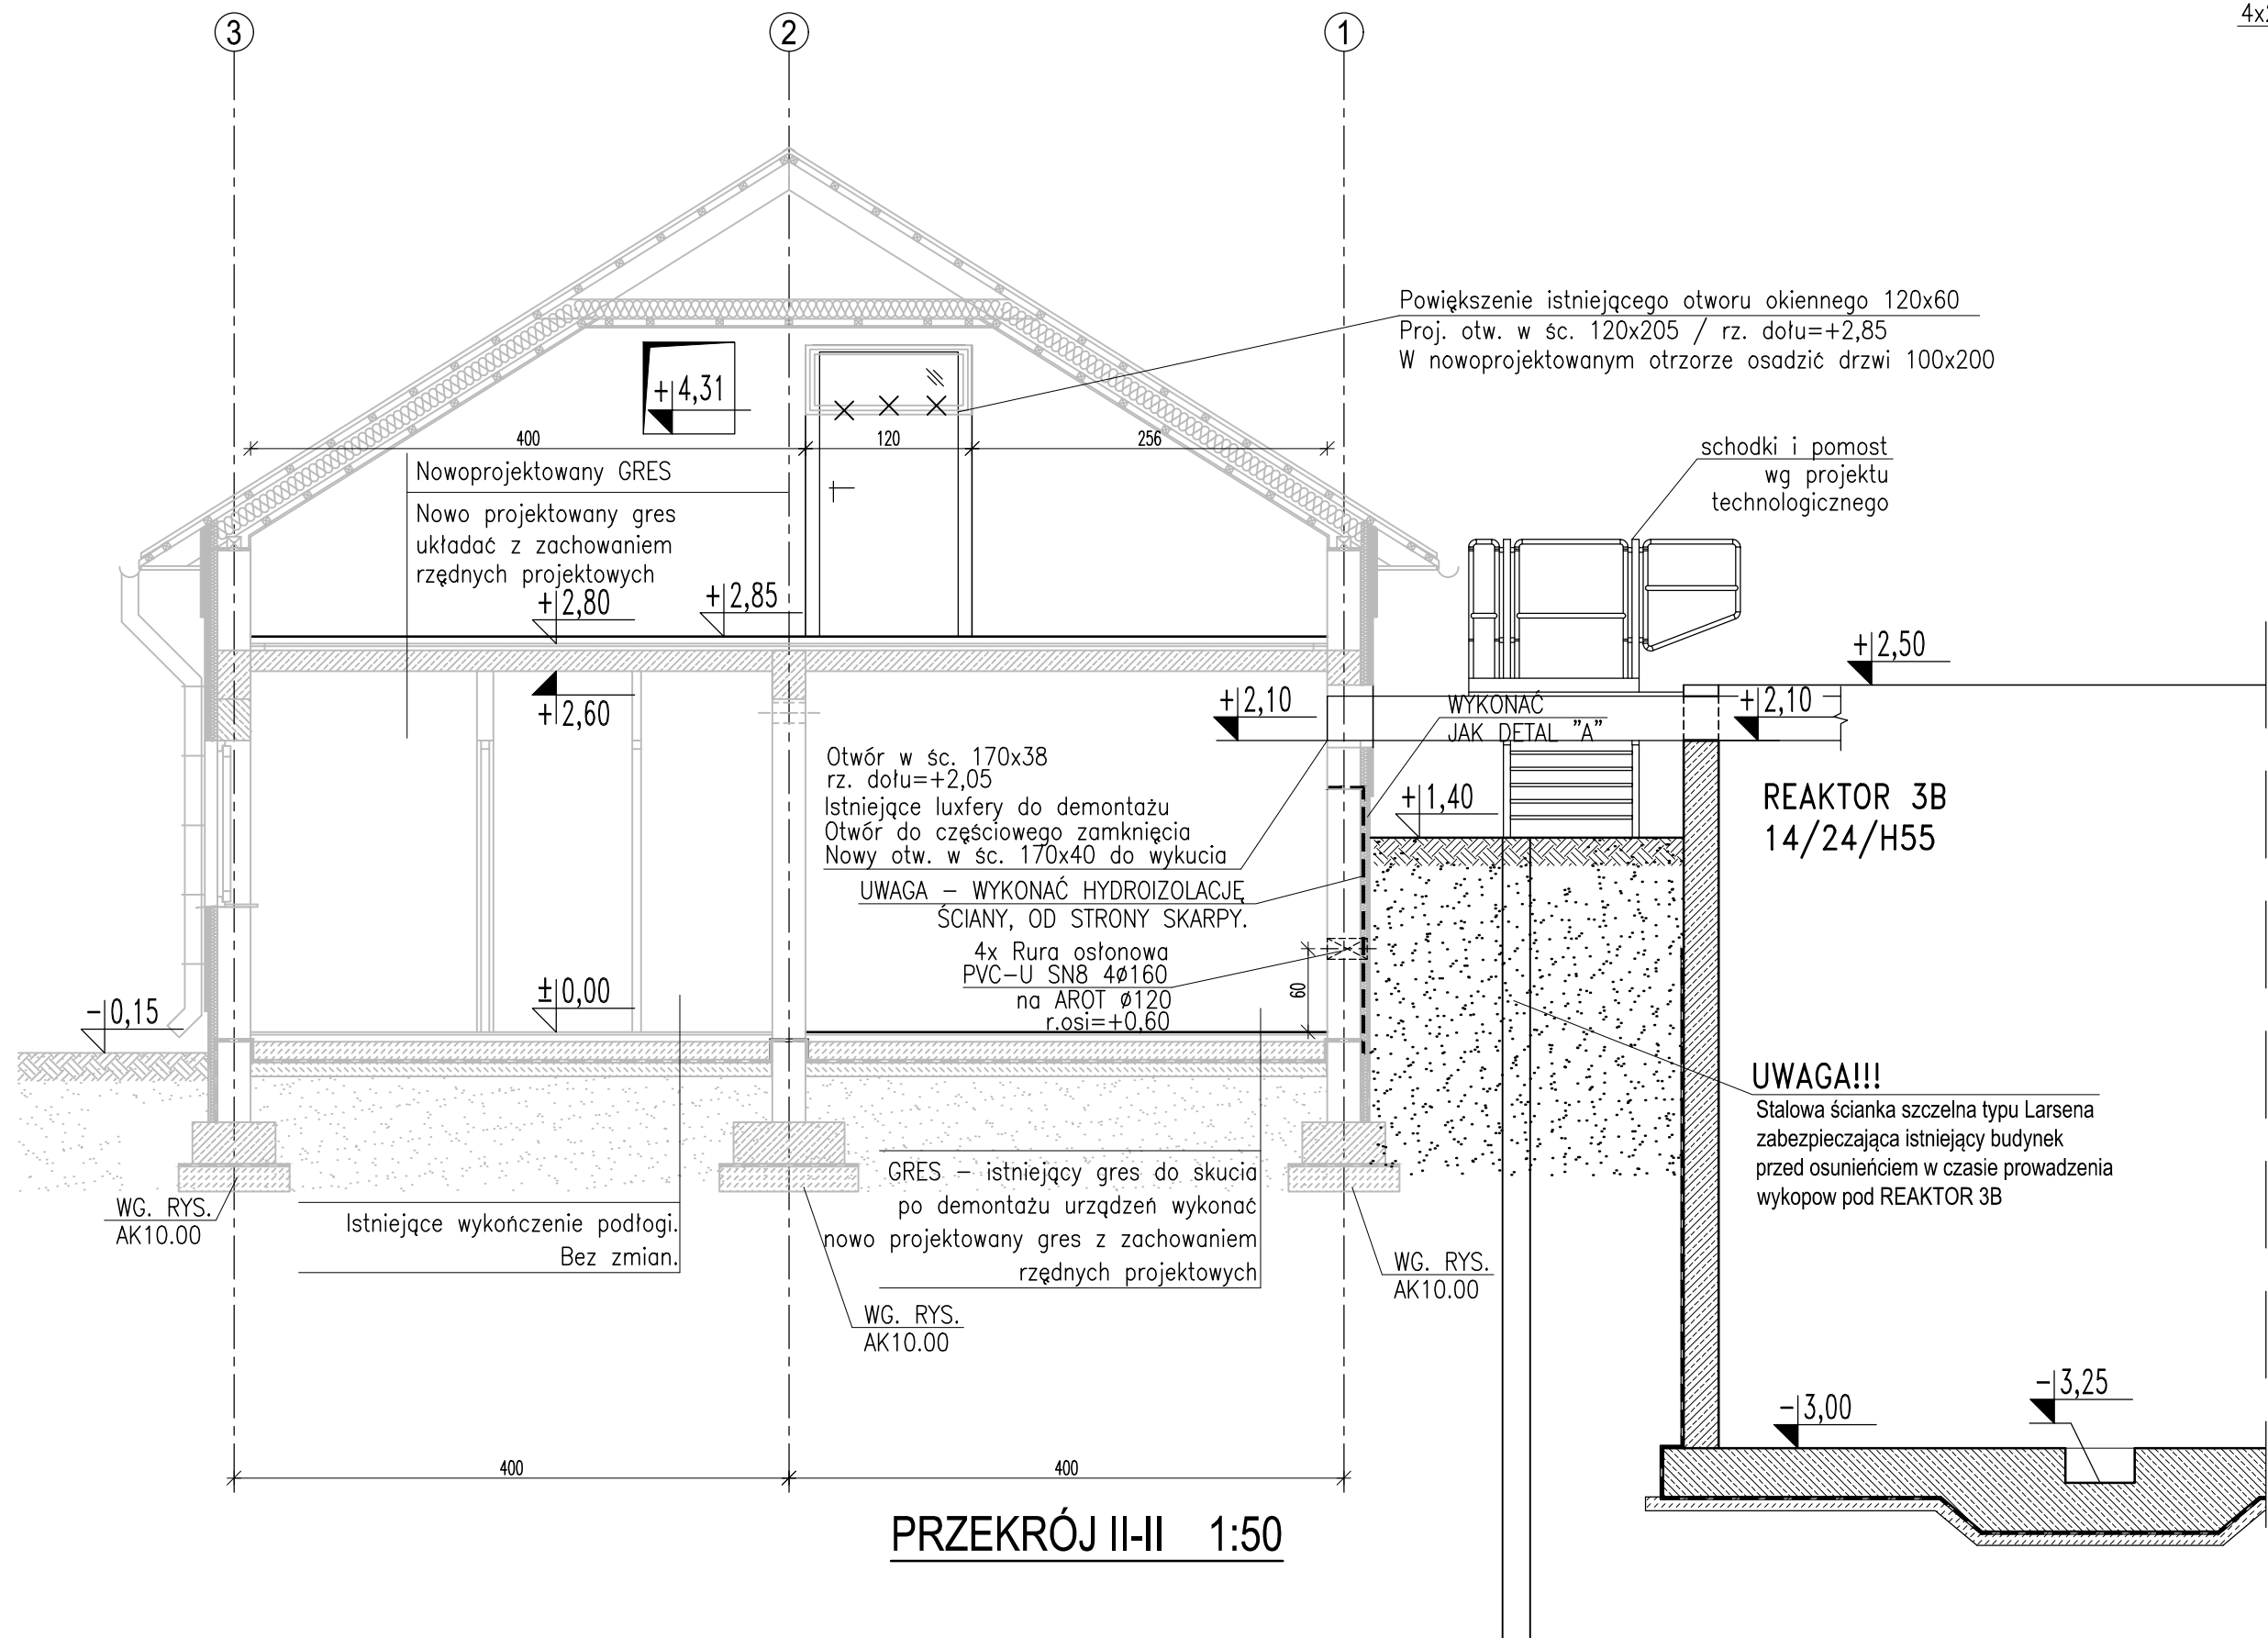 3
2
1
Powiększenie istniejącego otworu okiennego 120x60
Proj. otw. w śc. 120x205 / rz. dołu=+2,85
W nowoprojektowanym otrzorze osadzić drzwi 100x200
+4,31
400
120
256
schodki i pomost
wg projektu
technologicznego
Nowoprojektowany GRES
Nowo projektowany gres
układać z zachowaniem
rzędnych projektowych
+2,80
+2,85
+2,60
+2,50
+2,10
+2,10
WYKONAĆ
JAK DETAL "A"
Otwór w śc. 170x38
rz. dołu=+2,05
Istniejące luxfery do demontażu
Otwór do częściowego zamknięcia
Nowy otw. w śc. 170x40 do wykucia
+1,40
REAKTOR 3B
14/24/H55
UWAGA – WYKONAĆ HYDROIZOLACJĘ
ŚCIANY, OD STRONY SKARPY.
4x Rura osłonowa
PVC-U SN8 4ø160
na AROT ø120
r.osi=+0,60
60
±0,00
-0,15
UWAGA!!!
Stalowa ścianka szczelna typu Larsena
zabezpieczająca istniejący budynek
przed osunieńciem w czasie prowadzenia
wykopow pod REAKTOR 3B
GRES – istniejący gres do skucia
po demontażu urządzeń wykonać
nowo projektowany gres z zachowaniem
rzędnych projektowych
WG. RYS.
AK10.00
Istniejące wykończenie podłogi.
Bez zmian.
WG. RYS.
AK10.00
WG. RYS.
AK10.00
-3,00
-3,25
400
400
PRZEKRÓJ II-II 1:50